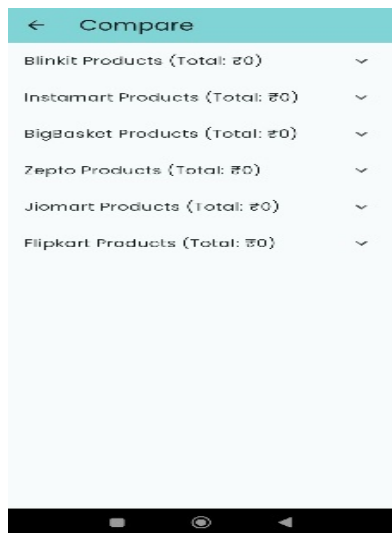 Compare
Blinkit Products (Total: ₹0)
Instamart Products (Total: ₹0)
BigBasket Products (Total: ₹0)
Zepto Products (Total: ₹0)
Jiomart Products (Total: ₹0)
Flipkart Products (Total: ₹0)